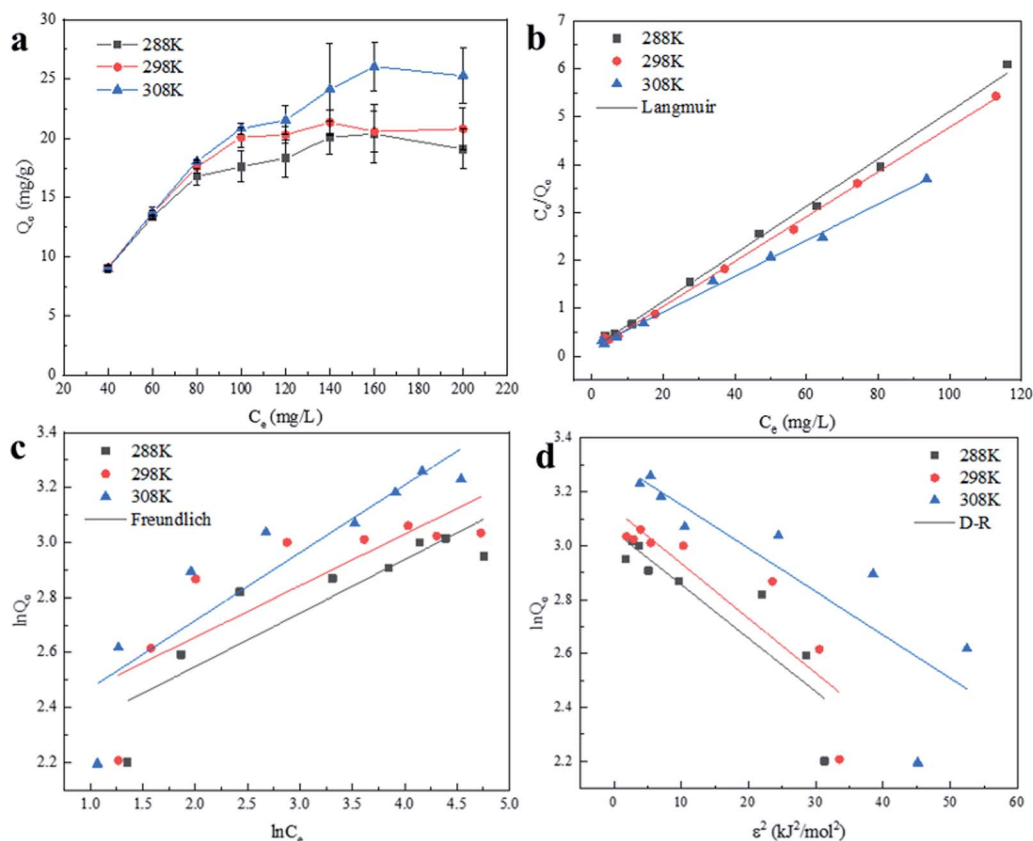 a
30
25
20
15
10
5
0
Qe (mg/g)
288K
298K
308K
20 40 60 80 100 120 140 160 180 200 220
Ce (mg/L)
b
7
6
5
4
3
2
1
0
Ce/Qe
288K
298K
308K
Langmuir
0 20 40 60 80 100 120
Ce (mg/L)
c
3.4
3.2
3.0
2.8
2.6
2.4
2.2
lnQe
288K
298K
308K
Freundlich
1.0 1.5 2.0 2.5 3.0 3.5 4.0 4.5 5.0
lnCe
d
3.4
3.2
3.0
2.8
2.6
2.4
2.2
lnQe
288K
298K
308K
D-R
0 10 20 30 40 50 60
ε² (kJ²/mol²)